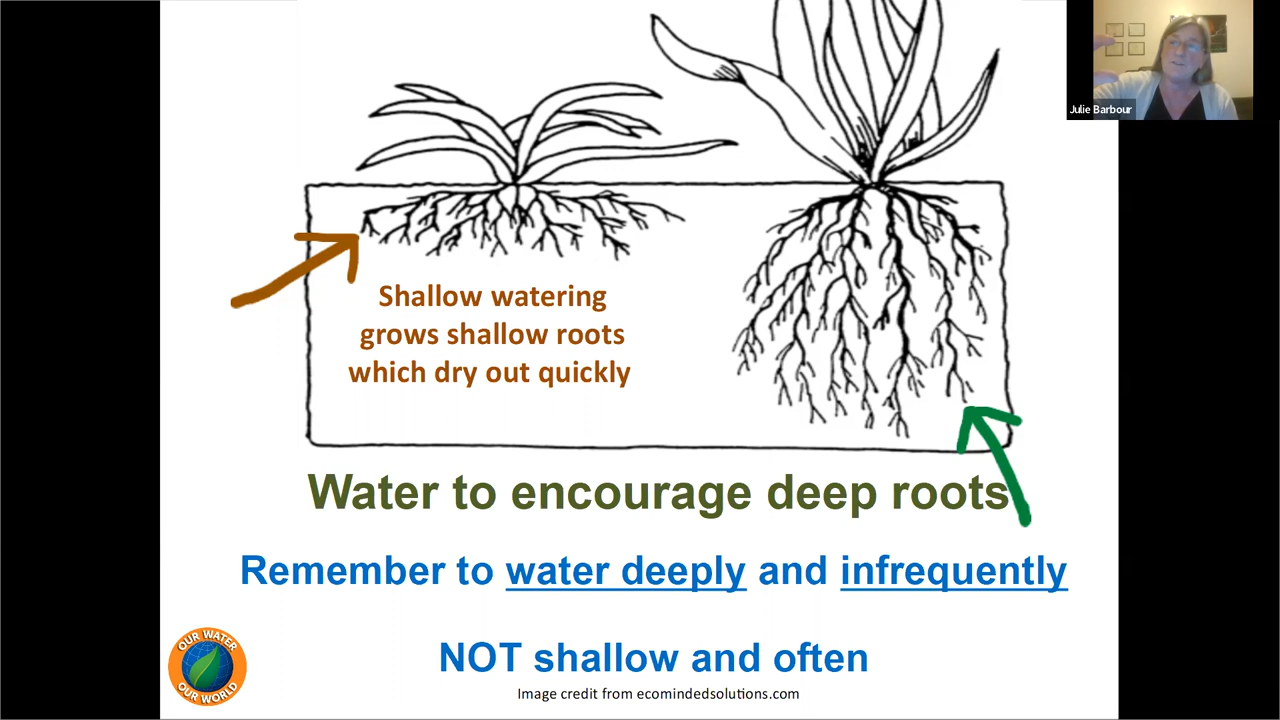 Julie Barbour
Shallow watering
grows shallow roots
which dry out quickly
Water to encourage deep roots
Remember to water deeply and infrequently
NOT shallow and often
Image credit from ecomindedsolutions.com
OUR WATER
OUR WORLD